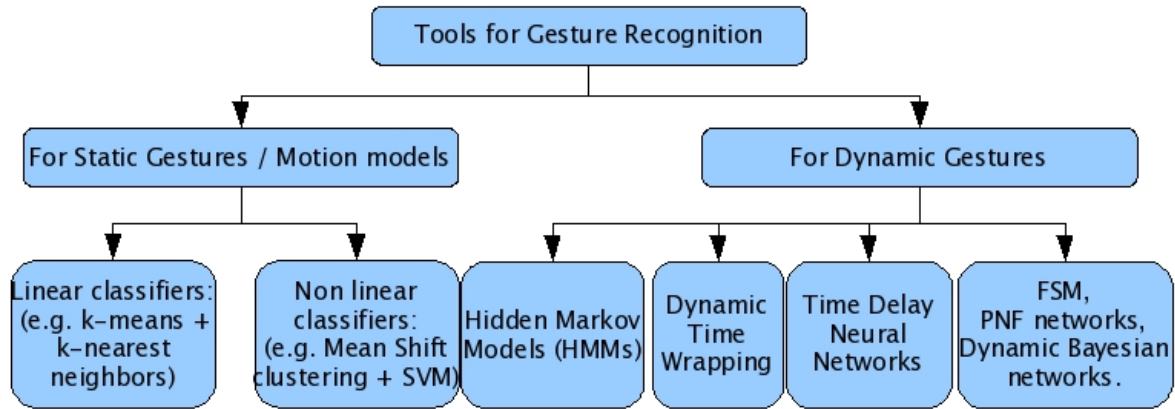 Tools for Gesture Recognition
For Static Gestures / Motion models
For Dynamic Gestures
Linear classifiers:
(e.g. k-means +
k-nearest
neighbors)
Non linear
classifiers:
(e.g. Mean Shift
clustering + SVM)
Hidden Markov
Models (HMMs)
Dynamic
Time
Wrapping
Time Delay
Neural
Networks
FSM,
PNF networks,
Dynamic Bayesian
networks.